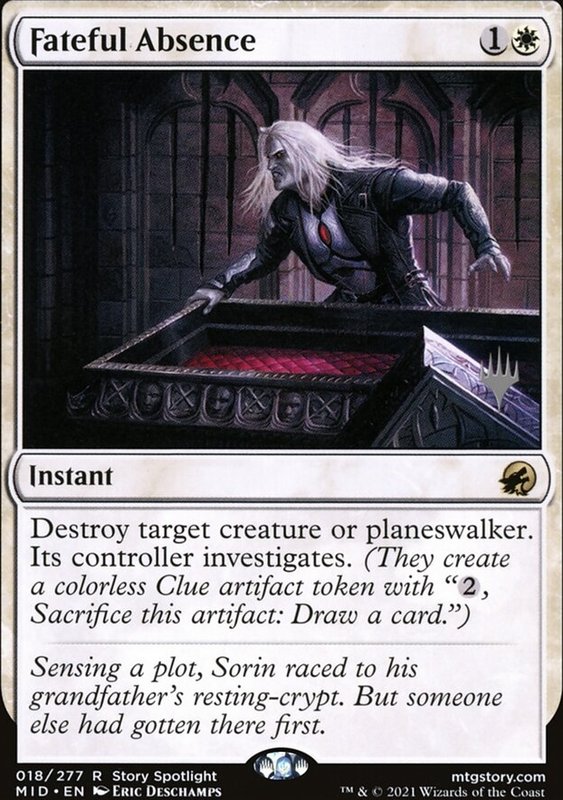 Fateful Absence 1
Instant
Destroy target creature or planeswalker.
Its controller investigates. (They create
a colorless Clue artifact token with “2,
Sacrifice this artifact: Draw a card.”)
Sensing a plot, Sorin raced to his
grandfather’s resting-crypt. But someone
else had gotten there first.
018/277 R Story Spotlight mtgstory.com
MID • EN Eric Deschamps ™ & © 2021 Wizards of the Coast